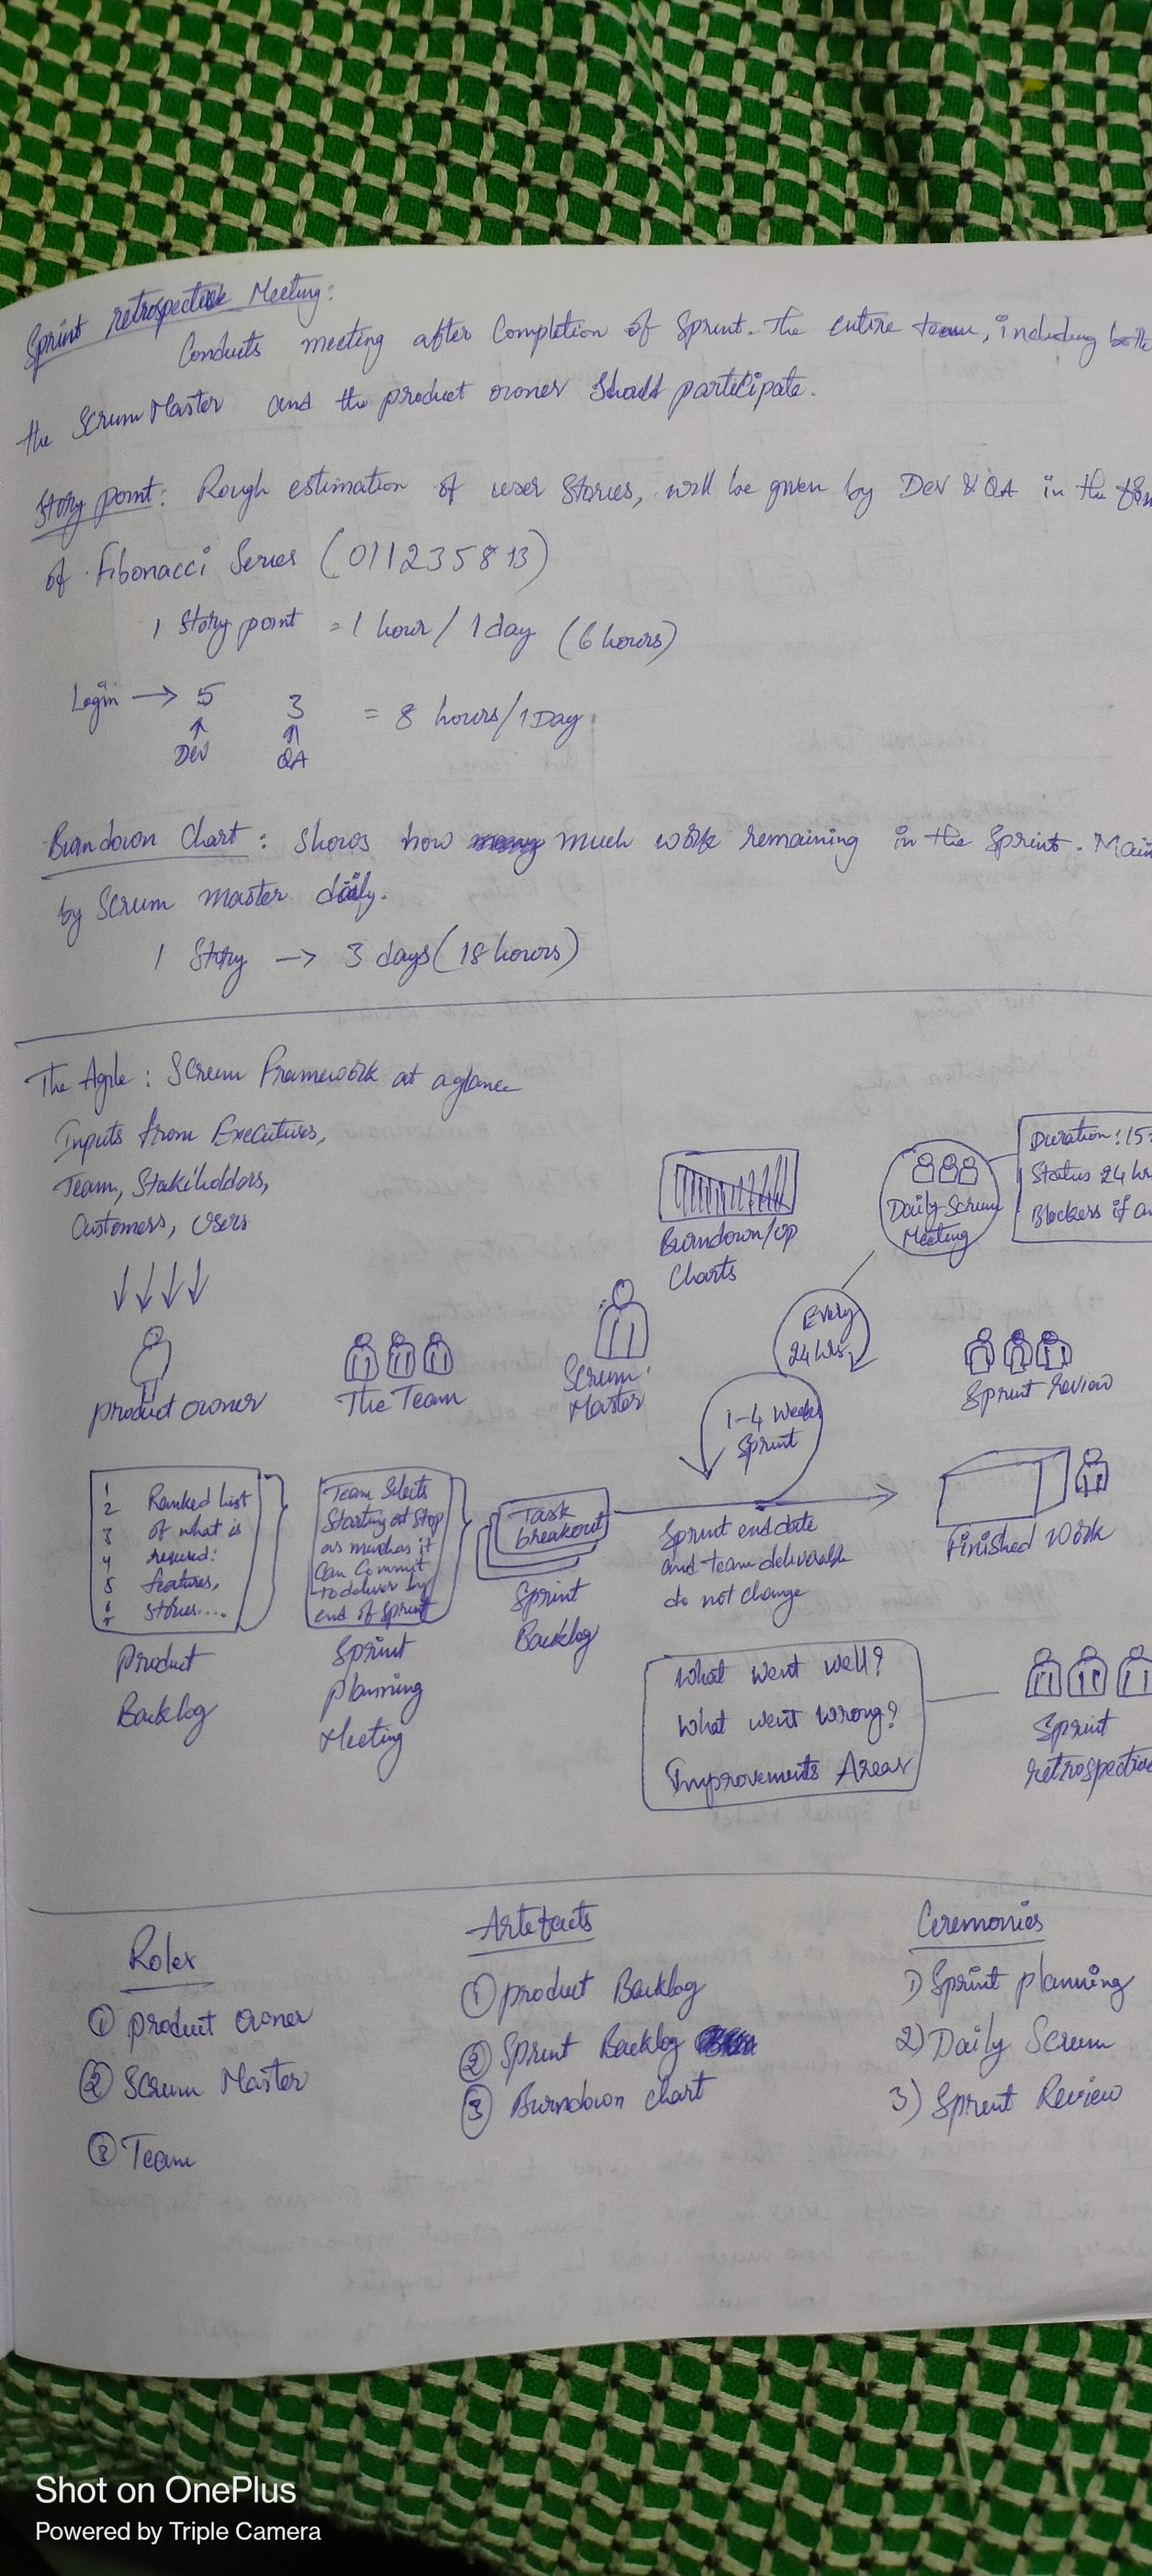 Sprint retrospective Meeting:
Conducts meeting after Completion of Sprint. The entire team, including both
the Scrum Master and the product owner should participate.
Story point: Rough estimation of user Stories, will be given by Dev & QA in the
of Fibonacci Series (0 1 1 2 3 5 8 13)
1 Story point = 1 hour / 1 day (6 hours)
Login → 5 3 = 8 hours/1 Day
Dev QA
Burndown Chart: Shows how much work remaining in the Sprint.
by Scrum master daily.
1 Story → 3 days (18 hours)
The Agile: Scrum Framework at a glance
Inputs from Executives,
Team, Stakeholders,
Customers, Users
Burndown/up
Charts
Daily Scrum
Meeting
Duration: 15
Status 24 hr
Blockers if
Every
24 hrs
1-4 Weeks
Sprint
product owner
The Team
Scrum
Master
Sprint review
1
2
3
4
5
6
7
Ranked list
of what is
required:
features,
stories....
Product
Backlog
Team Selects
Starting at Stop
as much as it
Can Commit
to deliver by
end of Sprint
Sprint
planning
Meeting
Task
breakout
Sprint
Backlog
Sprint end date
and team deliverable
do not change
Finished Work
What went well?
What went wrong?
Improvements Areas
Sprint
retrospective
Roles
① product owner
② Scrum Master
③ Team
Artefacts
① product Backlog
② Sprint Backlog
③ Burndown chart
Ceremonies
1) Sprint planning
2) Daily Scrum
3) Sprint Review
Shot on OnePlus
Powered by Triple Camera